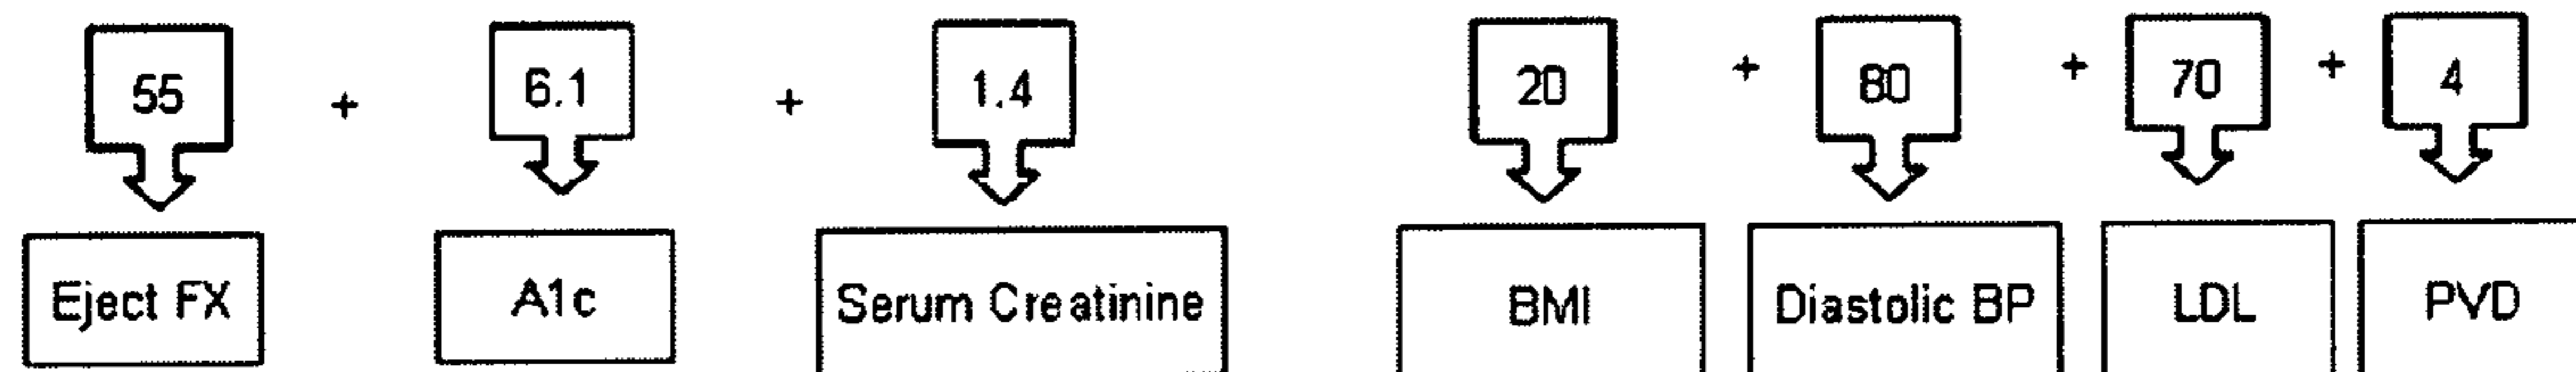 55 + 6.1 + 1.4 20 + 80 + 70 + 4
Eject FX A1c Serum Creatinine BMI Diastolic BP LDL PVD